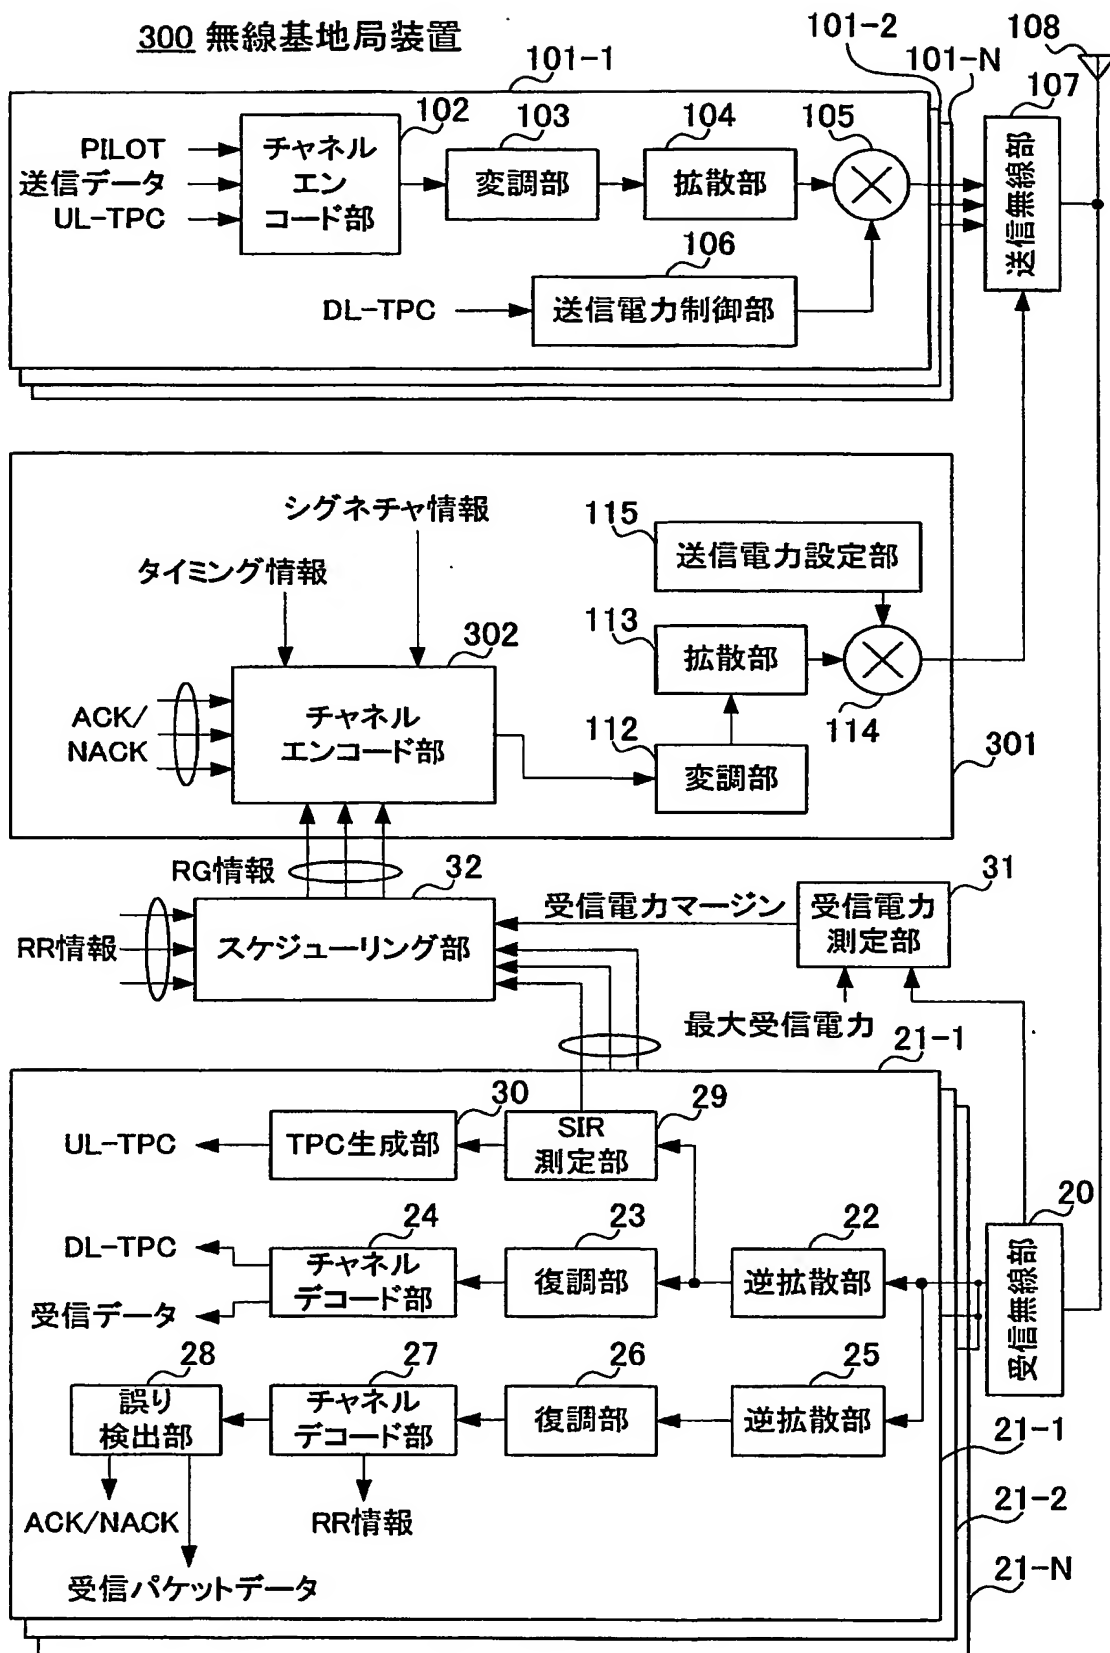 300 無線基地局装置
101-1
101-2
101-N
108
107
102
103
104
105
PILOT
送信データ
UL-TPC
チャネル
エン
コード部
変調部
拡散部
送信無線部
106
DL-TPC
送信電力制御部
シグネチャ情報
タイミング情報
115
送信電力設定部
302
113
拡散部
ACK/
NACK
チャネル
エンコード部
114
112
変調部
301
RG情報
32
31
受信電力マージン
受信電力
測定部
RR情報
スケジューリング部
最大受信電力
21-1
30
29
UL-TPC
TPC生成部
SIR
測定部
20
24
23
22
DL-TPC
受信データ
チャネル
デコード部
復調部
逆拡散部
受信無線部
28
27
26
25
誤り
検出部
チャネル
デコード部
復調部
逆拡散部
21-1
ACK/NACK
RR情報
21-2
受信パケットデータ
21-N